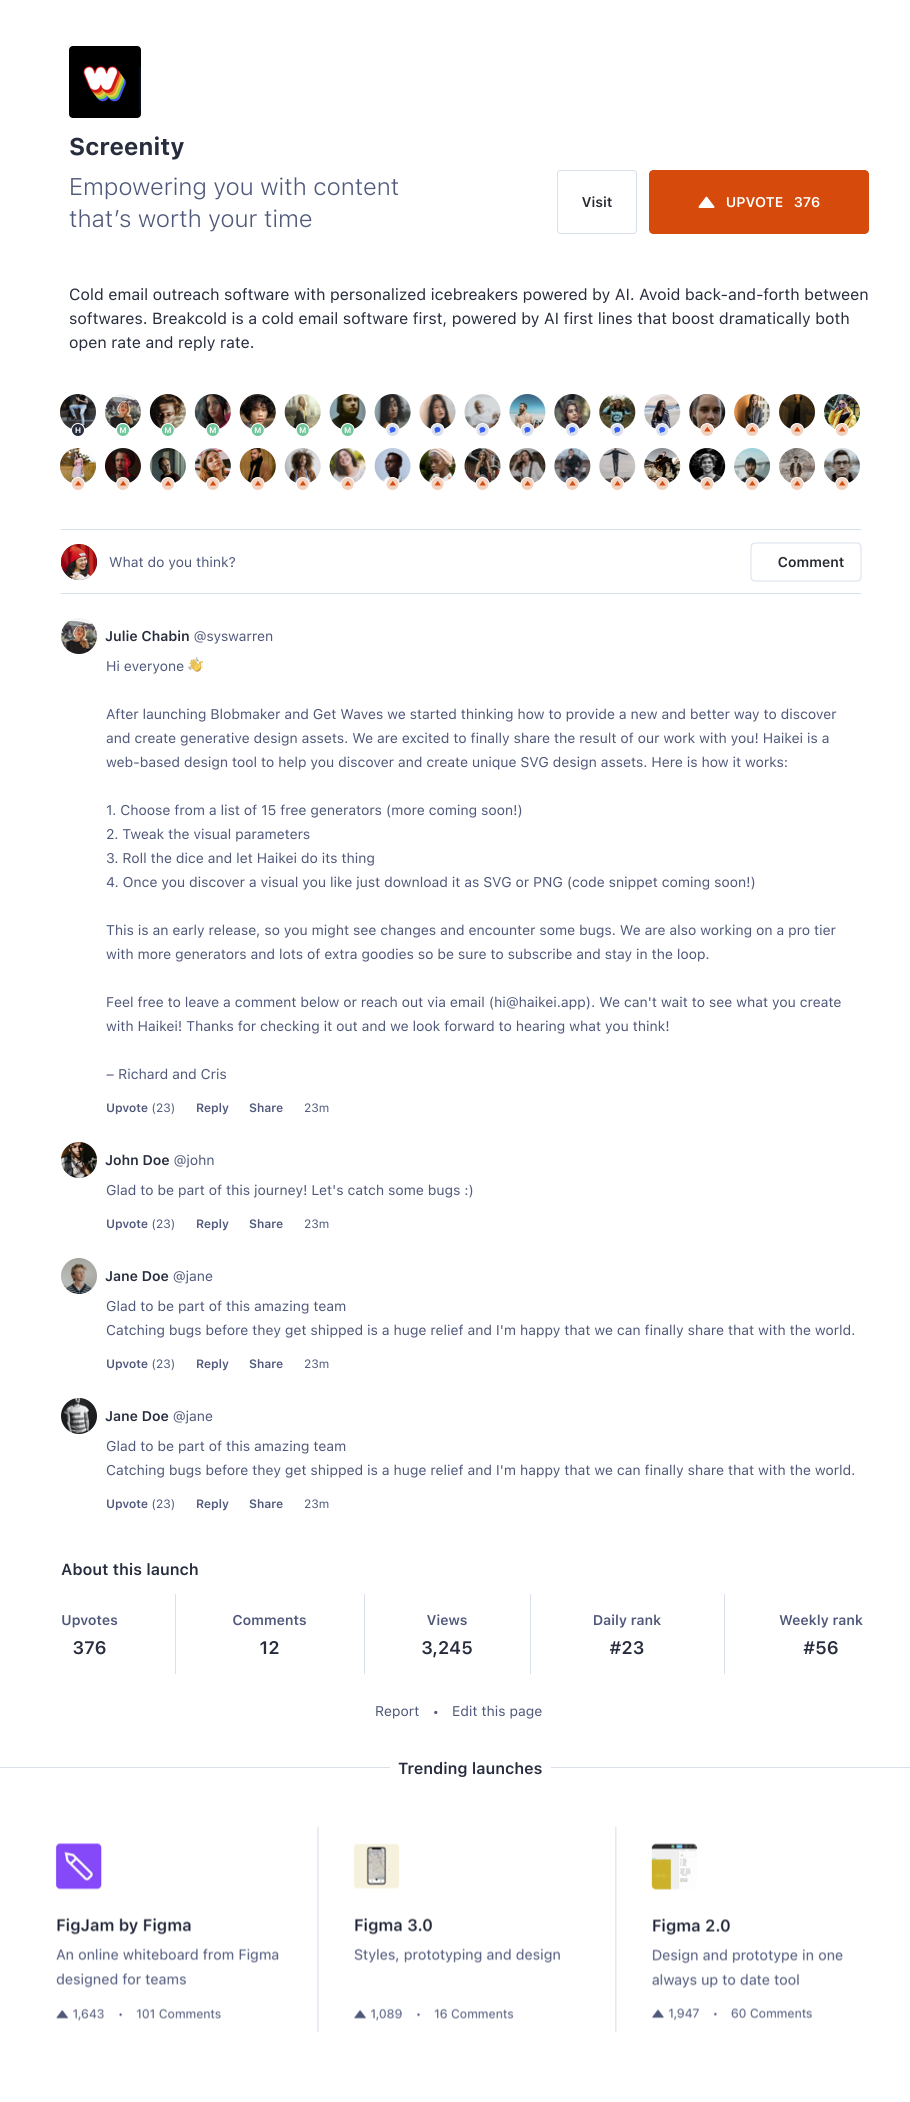 W
Screenity
Empowering you with content
that’s worth your time
Visit
UPVOTE 376
Cold email outreach software with personalized icebreakers powered by AI. Avoid back-and-forth between
softwares. Breakcold is a cold email software first, powered by AI first lines that boost dramatically both
open rate and reply rate.
H M M M M M M
What do you think?
Comment
Julie Chabin @syswarren
Hi everyone 👋
After launching Blobmaker and Get Waves we started thinking how to provide a new and better way to discover
and create generative design assets. We are excited to finally share the result of our work with you! Haikei is a
web-based design tool to help you discover and create unique SVG design assets. Here is how it works:
1. Choose from a list of 15 free generators (more coming soon!)
2. Tweak the visual parameters
3. Roll the dice and let Haikei do its thing
4. Once you discover a visual you like just download it as SVG or PNG (code snippet coming soon!)
This is an early release, so you might see changes and encounter some bugs. We are also working on a pro tier
with more generators and lots of extra goodies so be sure to subscribe and stay in the loop.
Feel free to leave a comment below or reach out via email (hi@haikei.app). We can't wait to see what you create
with Haikei! Thanks for checking it out and we look forward to hearing what you think!
– Richard and Cris
Upvote (23) Reply Share 23m
John Doe @john
Glad to be part of this journey! Let's catch some bugs :)
Upvote (23) Reply Share 23m
Jane Doe @jane
Glad to be part of this amazing team
Catching bugs before they get shipped is a huge relief and I'm happy that we can finally share that with the world.
Upvote (23) Reply Share 23m
Jane Doe @jane
Glad to be part of this amazing team
Catching bugs before they get shipped is a huge relief and I'm happy that we can finally share that with the world.
Upvote (23) Reply Share 23m
About this launch
Upvotes Comments Views Daily rank Weekly rank
376 12 3,245 #23 #56
Report • Edit this page
Trending launches
FigJam by Figma
An online whiteboard from Figma
designed for teams
1,643 • 101 Comments
Figma 3.0
Styles, prototyping and design
1,089 • 16 Comments
Figma 2.0
Design and prototype in one
always up to date tool
1,947 • 60 Comments